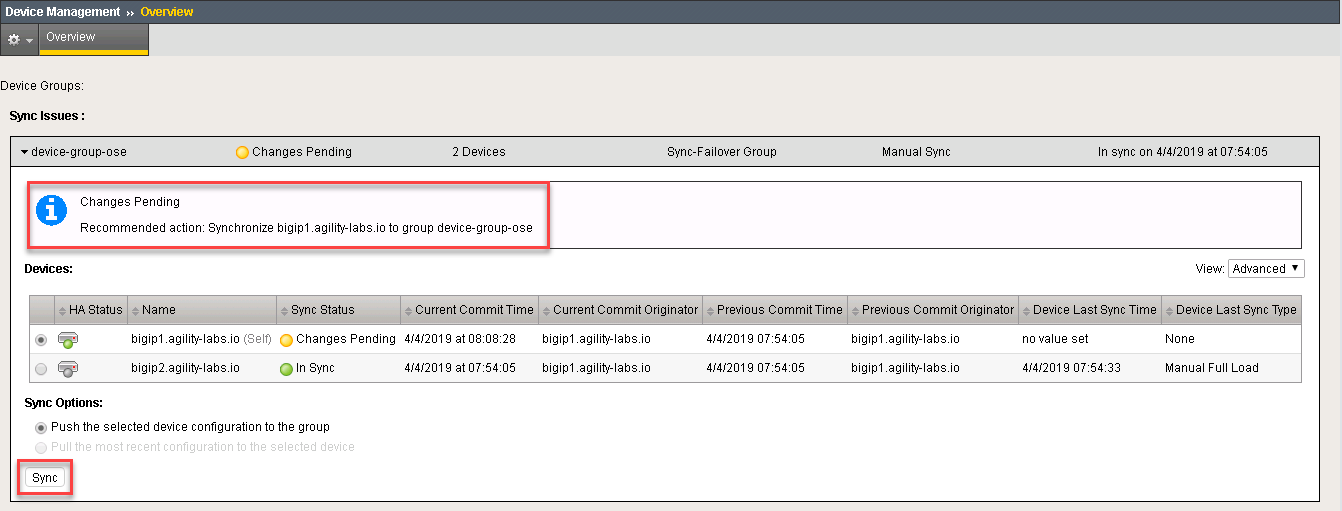 Device Management ›› Overview
Overview
Device Groups:
Sync Issues :
device-group-ose Changes Pending 2 Devices Sync-Failover Group Manual Sync In sync on 4/4/2019 at 07:54:05
Changes Pending
Recommended action: Synchronize bigip1.agility-labs.io to group device-group-ose
Devices: View: Advanced
HA Status Name Sync Status Current Commit Time Current Commit Originator Previous Commit Time Previous Commit Originator Device Last Sync Time Device Last Sync Type
bigip1.agility-labs.io (Self) Changes Pending 4/4/2019 at 08:08:28 bigip1.agility-labs.io 4/4/2019 07:54:05 bigip1.agility-labs.io no value set None
bigip2.agility-labs.io In Sync 4/4/2019 at 07:54:05 bigip1.agility-labs.io 4/4/2019 07:54:05 bigip1.agility-labs.io 4/4/2019 07:54:33 Manual Full Load
Sync Options:
Push the selected device configuration to the group
Pull the most recent configuration to the selected device
Sync